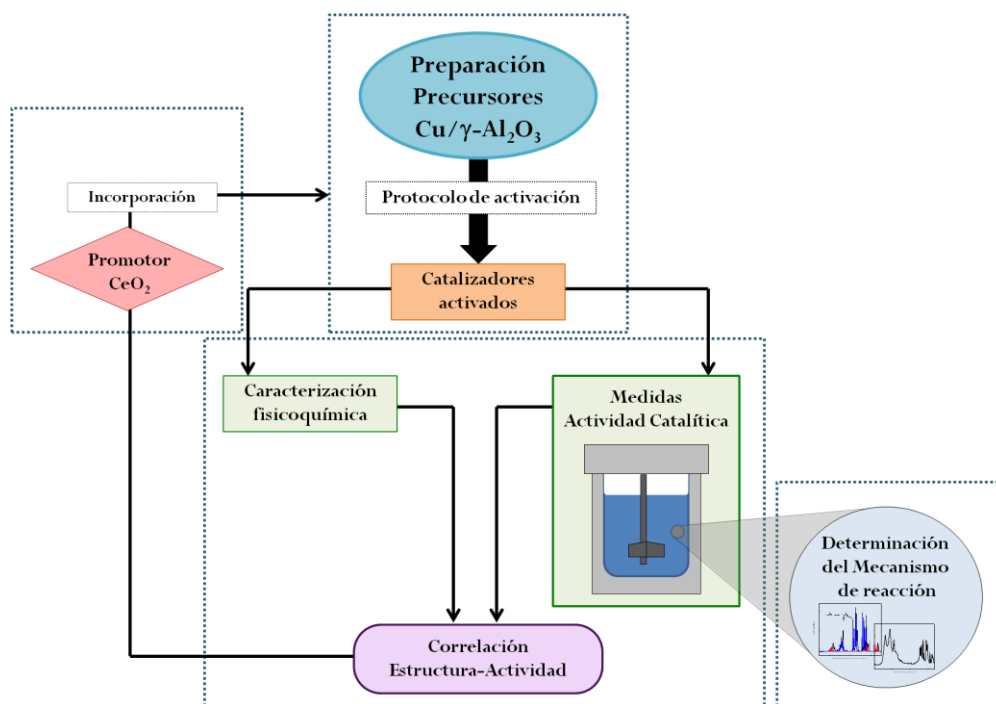 Preparación
Precursores
Cu/γ-Al₂O₃
Incorporación
Protocolo de activación
Promotor
CeO₂
Catalizadores
activados
Caracterización
fisicoquímica
Medidas
Actividad Catalítica
Determinación
del Mecanismo
de reacción
Correlación
Estructura-Actividad